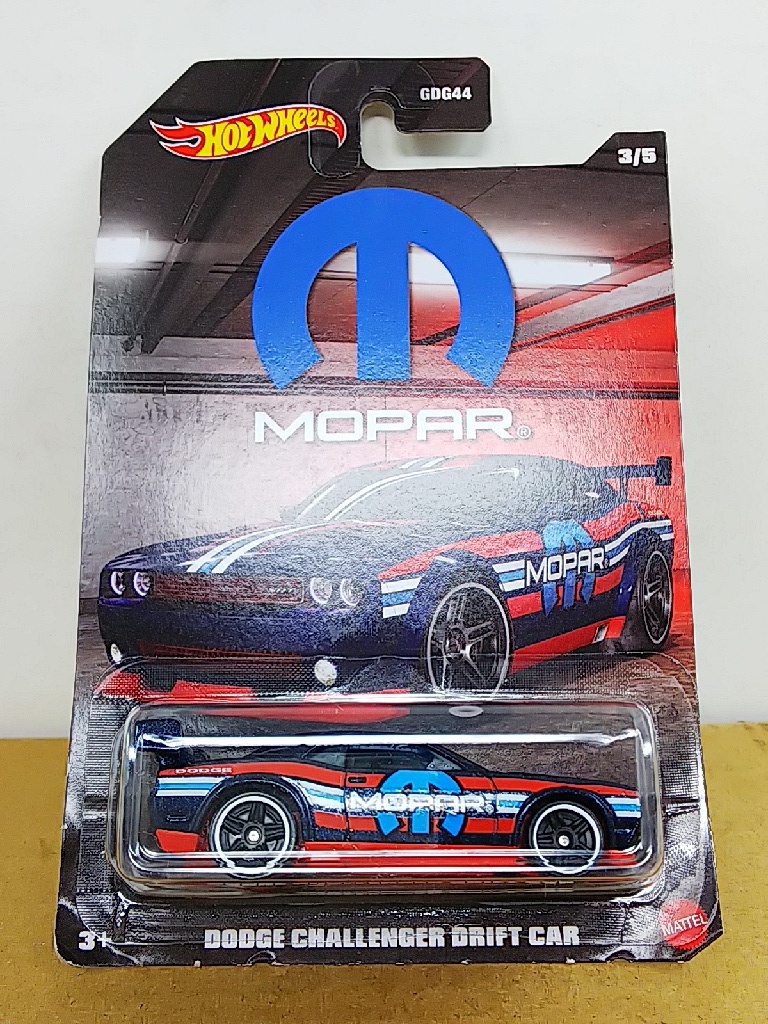 GDG44
HOT WHEELS
3/5
MOPAR®
MOPAR
DODGE
MOPAR
3+
DODGE CHALLENGER DRIFT CAR
MATTEL